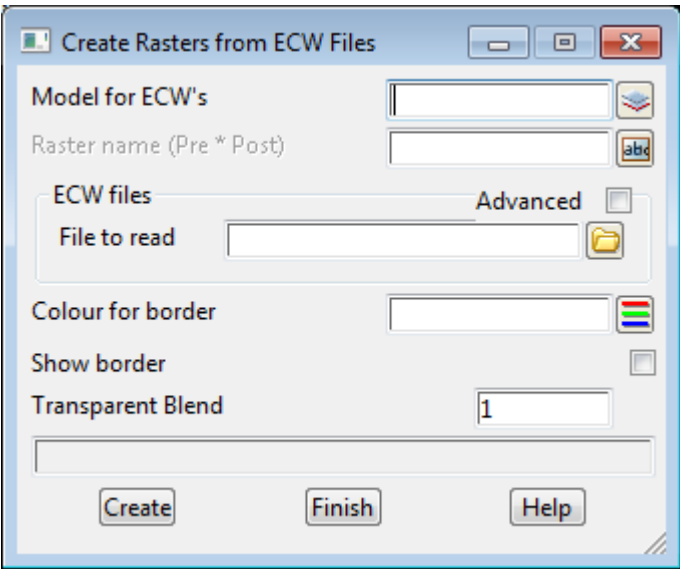 Create Rasters from ECW Files
Model for ECW's
Raster name (Pre * Post)
abc
ECW files
Advanced
File to read
Colour for border
Show border
Transparent Blend
1
Create Finish Help